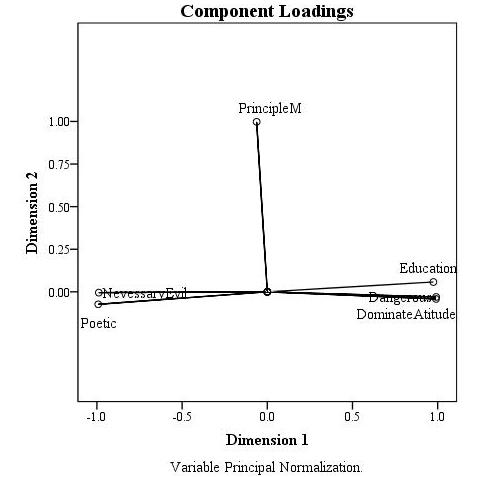 Component Loadings
PrincipleM
1.00
0.75
0.50
0.25
0.00
Dimension 2
Education
NevessaryEvil
Dangerous
DominateAtitude
Poetic
-1.0
-0.5
0.0
0.5
1.0
Dimension 1
Variable Principal Normalization.